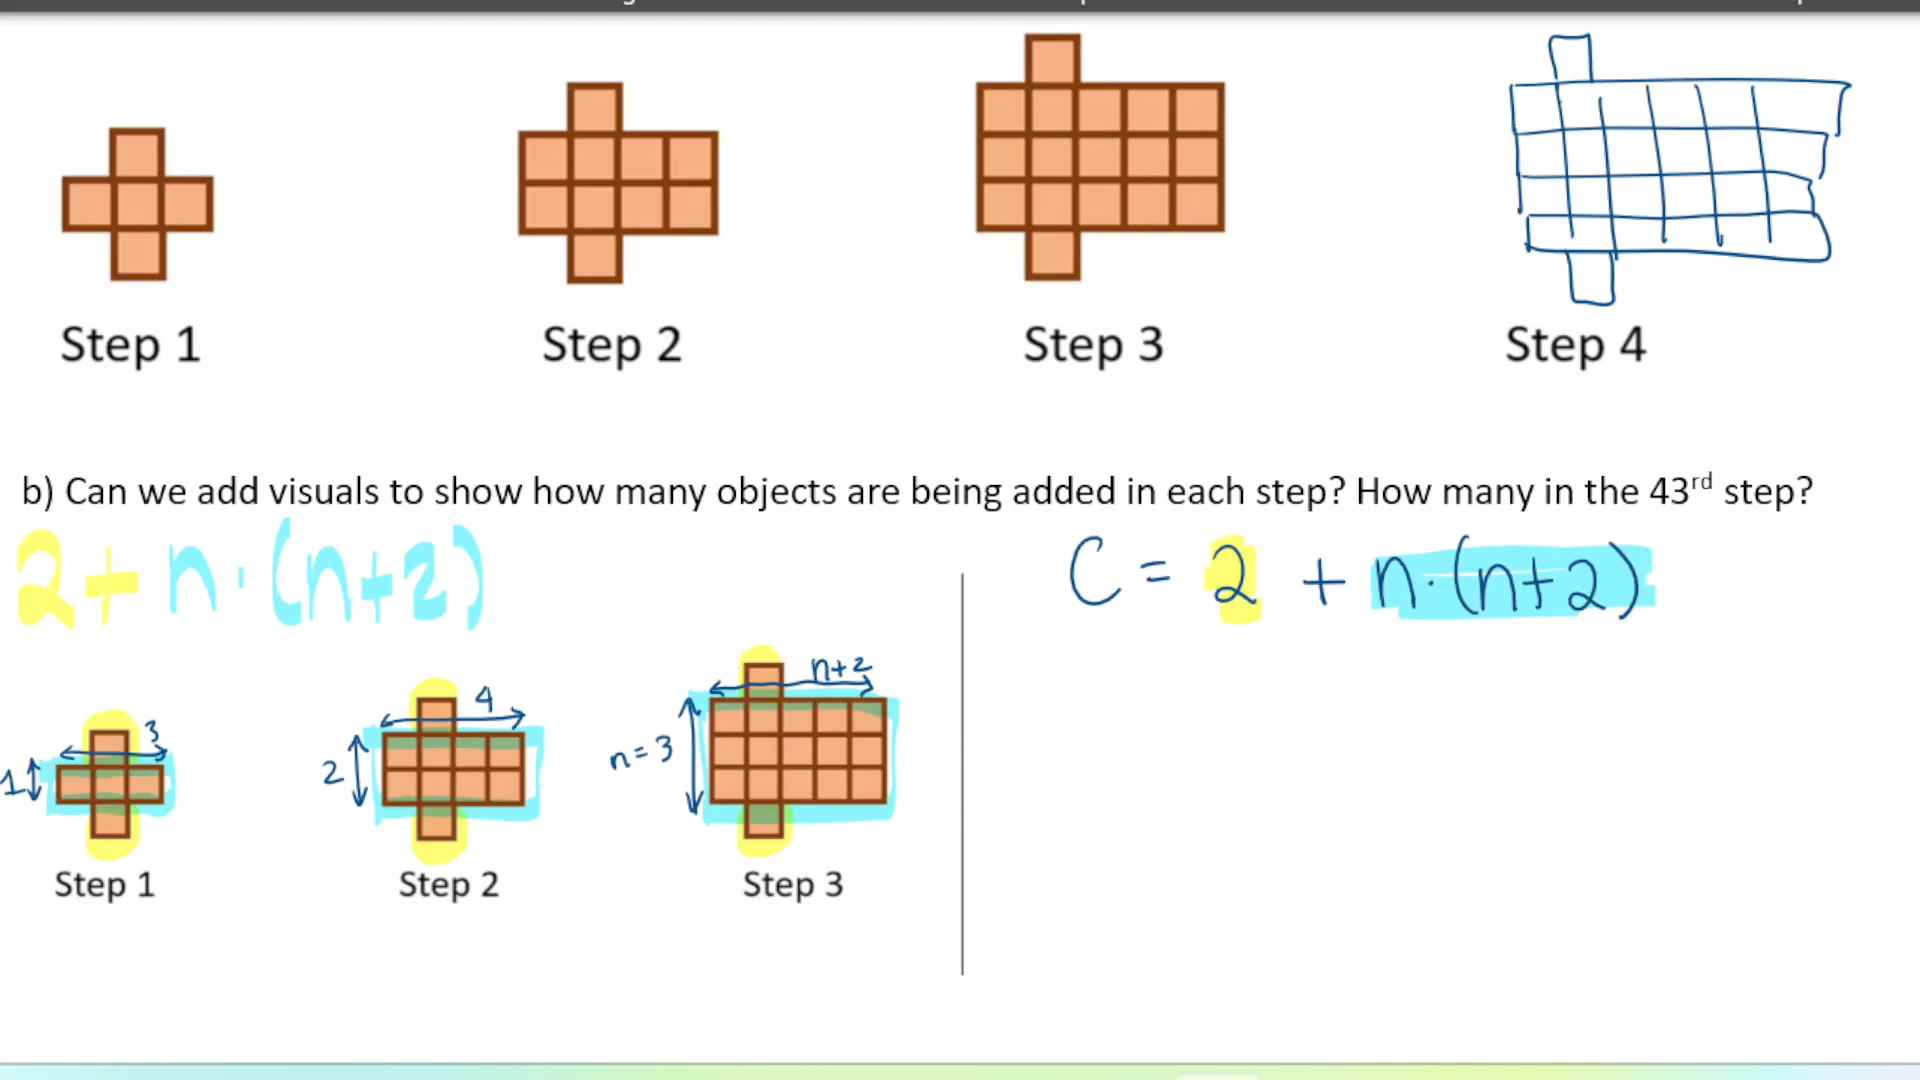 Step 1 Step 2 Step 3 Step 4
b) Can we add visuals to show how many objects are being added in each step? How many in the 43rd step?
2 + n · (n+2)
C = 2 + n · (n+2)
3
1
4
2
n+2
n = 3
Step 1 Step 2 Step 3